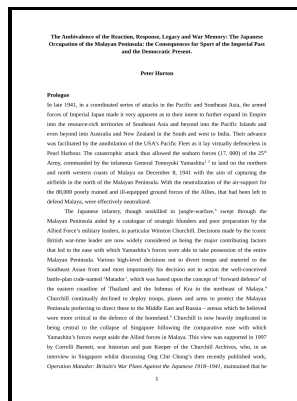 The Ambivalence of the Reaction, Response, Legacy and War Memory: The Japanese
Occupation of the Malayan Peninsula: the Consequences for Sport of the Imperial Past
and the Democratic Present.
Peter Horton
Prologue
In late 1941, in a coordinated series of attacks in the Pacific and Southeast Asia, the armed
forces of Imperial Japan made it very apparent as to their intent to further expand its Empire
into the resource-rich territories of Southeast Asia and beyond into the Pacific Islands and
even beyond into Australia and New Zealand in the South and west to India. Their advance
was facilitated by the annihilation of the USA's Pacific Fleet as it lay virtually defenceless in
Pearl Harbour. The catastrophic attack thus allowed the seaborn forces (17, 000) of the 25th
Army, commanded by the infamous General Tomoyuki Yamashita1 2 to land on the northern
and north western coasts of Malaya on December 8, 1941 with the aim of capturing the
airfields in the north of the Malayan Peninsula. With the neutralization of the air-support for
the 88,000 poorly trained and ill-equipped ground forces of the Allies, that had been left to
defend Malaya, were effectively neutralized.
The Japanese infantry, though unskilled in jungle-warfare,3 swept through the
Malayan Peninsula aided by a catalogue of strategic blunders and poor preparation by the
Allied Force's military leaders, in particular Winston Churchill. Decisions made by the iconic
British war-time leader are now widely considered as being the major contributing factors
that led to the ease with which Yamashita's forces were able to take possession of the entire
Malayan Peninsula. Various high-level decisions not to divert troops and materiel to the
Southeast Asian front and most importantly his decision not to action the well-conceived
battle-plan code-named 'Matador', which was based upon the concept of 'forward defence' of
the eastern coastline of Thailand and the Isthmus of Kra in the northeast of Malaya.4
Churchill continually declined to deploy troops, planes and arms to protect the Malayan
Peninsula preferring to direct these to the Middle East and Russia – areas which he believed
were more critical to the defence of the homeland.5 Churchill is now heavily implicated in
being central to the collapse of Singapore following the comparative ease with which
Yamashita's forces swept aside the Allied forces in Malaya. This view was supported in 1997
by Correlli Barnett, war historian and past Keeper of the Churchill Archives, who, in an
interview in Singapore whilst discussing Ong Chit Chung's then recently published work,
Operation Matador: Britain's War Plans Against the Japanese 1918–1941, maintained that he
1